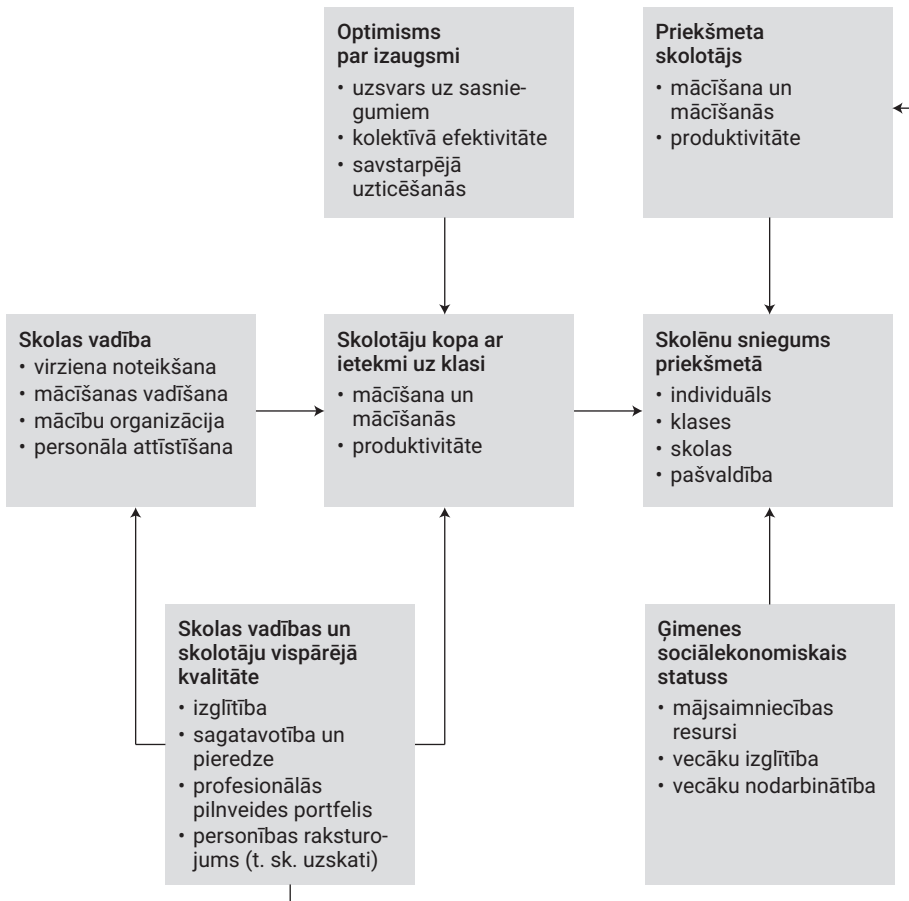 Optimisms
par izaugsmi
• uzsvars uz sasnie-
gumiem
• kolektīvā efektivitāte
• savstarpējā
uzticēšanās
Priekšmeta
skolotājs
• mācīšana un
mācīšanās
• produktivitāte
Skolas vadība
• virziena noteikšana
• mācīšanas vadīšana
• mācību organizācija
• personāla attīstīšana
Skolotāju kopa ar
ietekmi uz klasi
• mācīšana un
mācīšanās
• produktivitāte
Skolēnu sniegums
priekšmetā
• individuāls
• klases
• skolas
• pašvaldība
Skolas vadības un
skolotāju vispārējā
kvalitāte
• izglītība
• sagatavotība un
pieredze
• profesionālās
pilnveides portfelis
• personības raksturo-
jums (t. sk. uzskati)
Ģimenes
sociālekonomiskais
statuss
• mājsaimniecības
resursi
• vecāku izglītība
• vecāku nodarbinātība